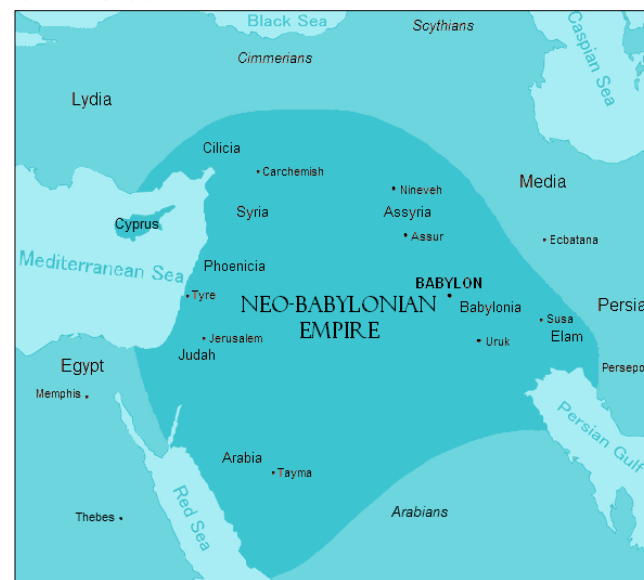 Black Sea
Scythians
Cimmerians
Caspian Sea
Lydia
Cilicia
Carchemish
Nineveh
Media
Syria
Assyria
Cyprus
Assur
Ecbatana
Mediterranean Sea
Phoenicia
BABYLON
Tyre
NEO-BABYLONIAN
EMPIRE
Babylonia
Persia
Susa
Jerusalem
Uruk
Elam
Judah
Egypt
Persepo
Memphis
Persian Gulf
Arabia
Tayma
Red Sea
Thebes
Arabians